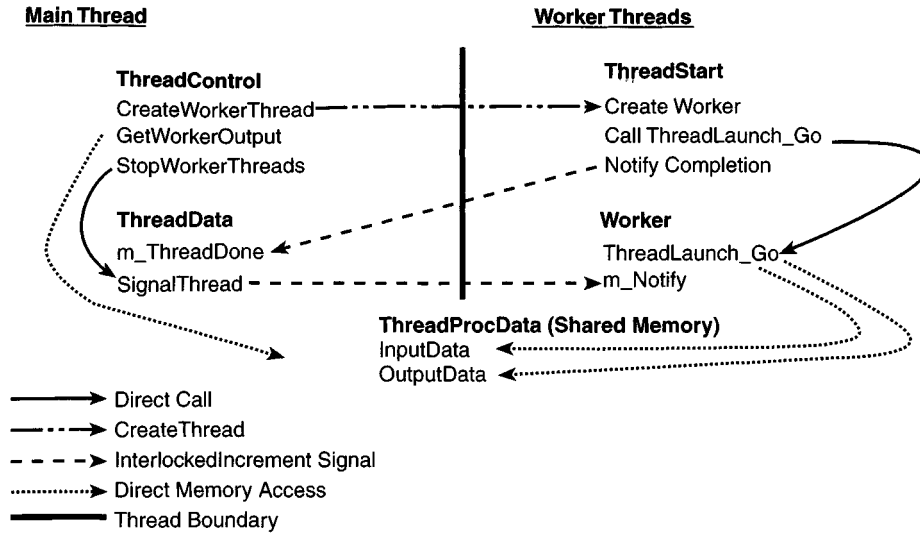 Main Thread
Worker Threads
ThreadControl
CreateWorkerThread
GetWorkerOutput
StopWorkerThreads
ThreadData
m_ThreadDone
SignalThread
ThreadStart
Create Worker
Call ThreadLaunch_Go
Notify Completion
Worker
ThreadLaunch_Go
m_Notify
ThreadProcData (Shared Memory)
InputData
OutputData
Direct Call
CreateThread
InterlockedIncrement Signal
Direct Memory Access
Thread Boundary